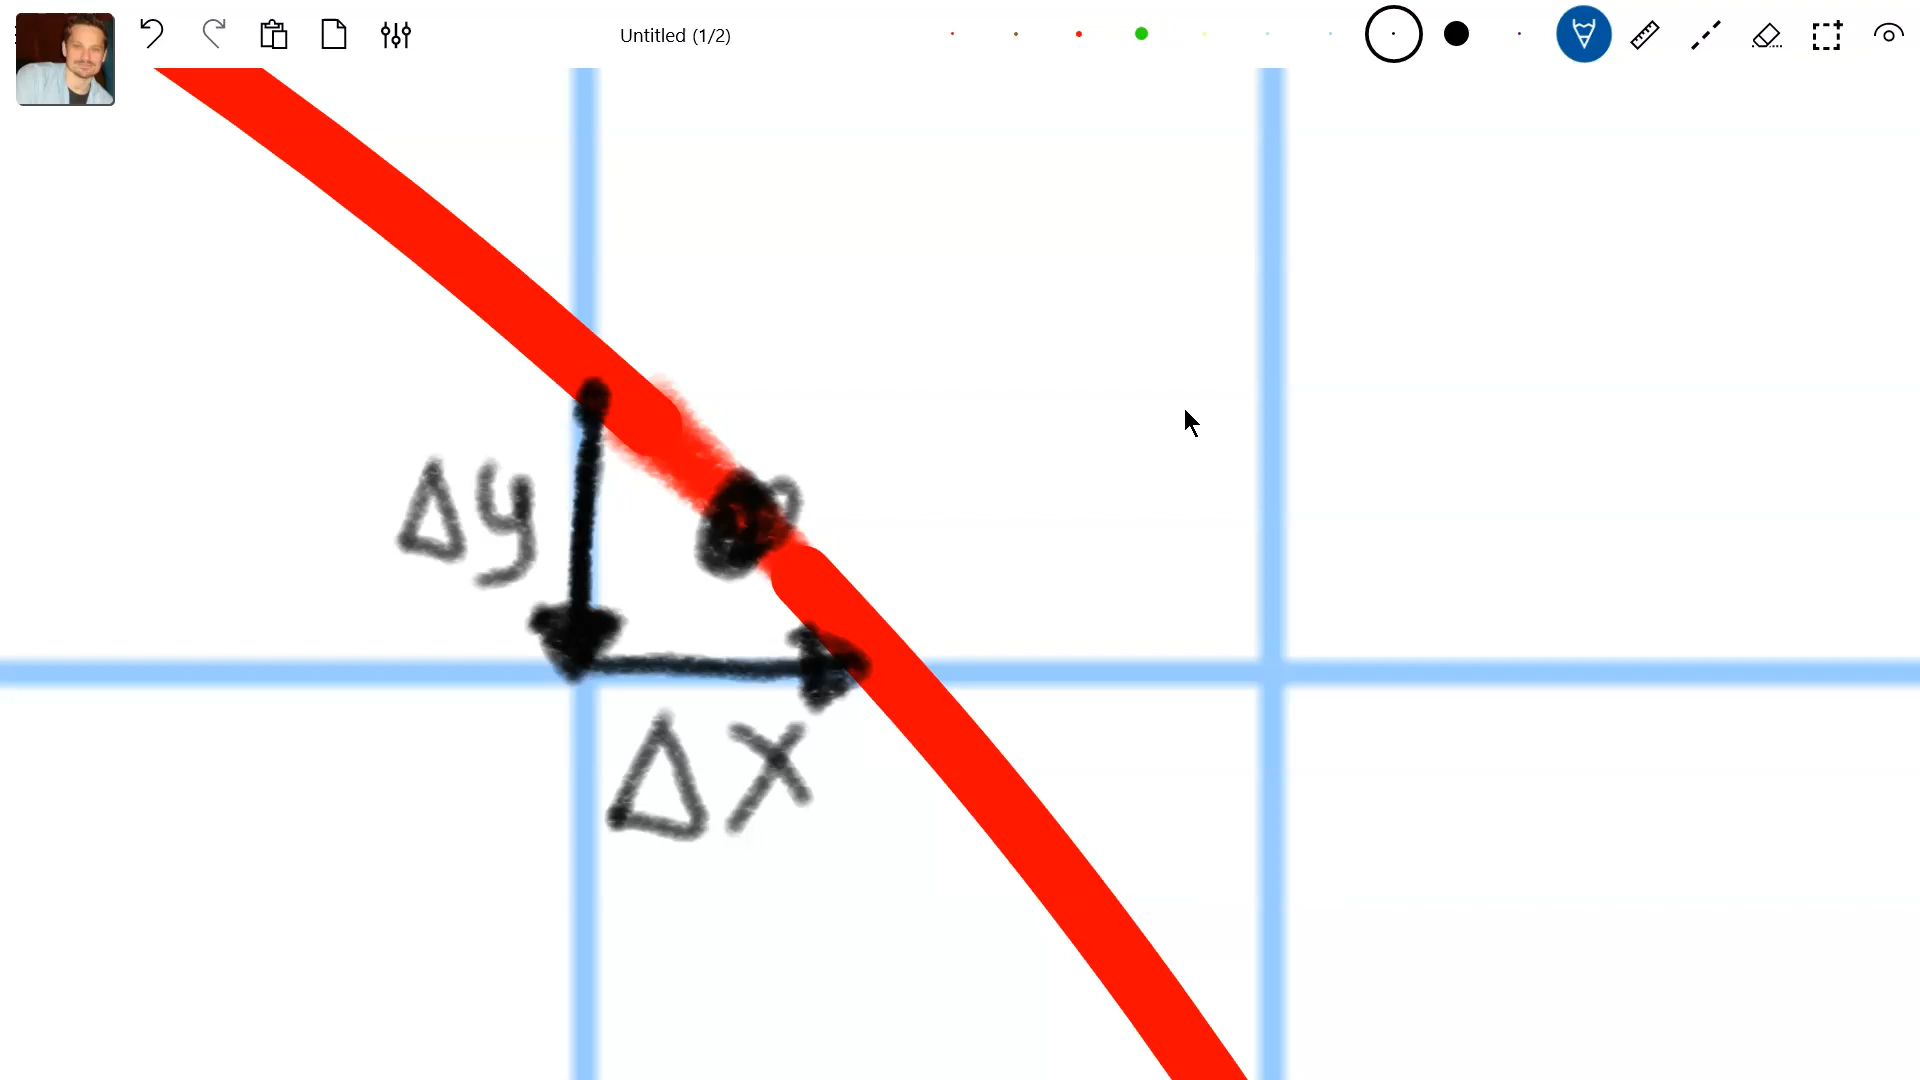 Untitled (1/2)
Δy
Δx